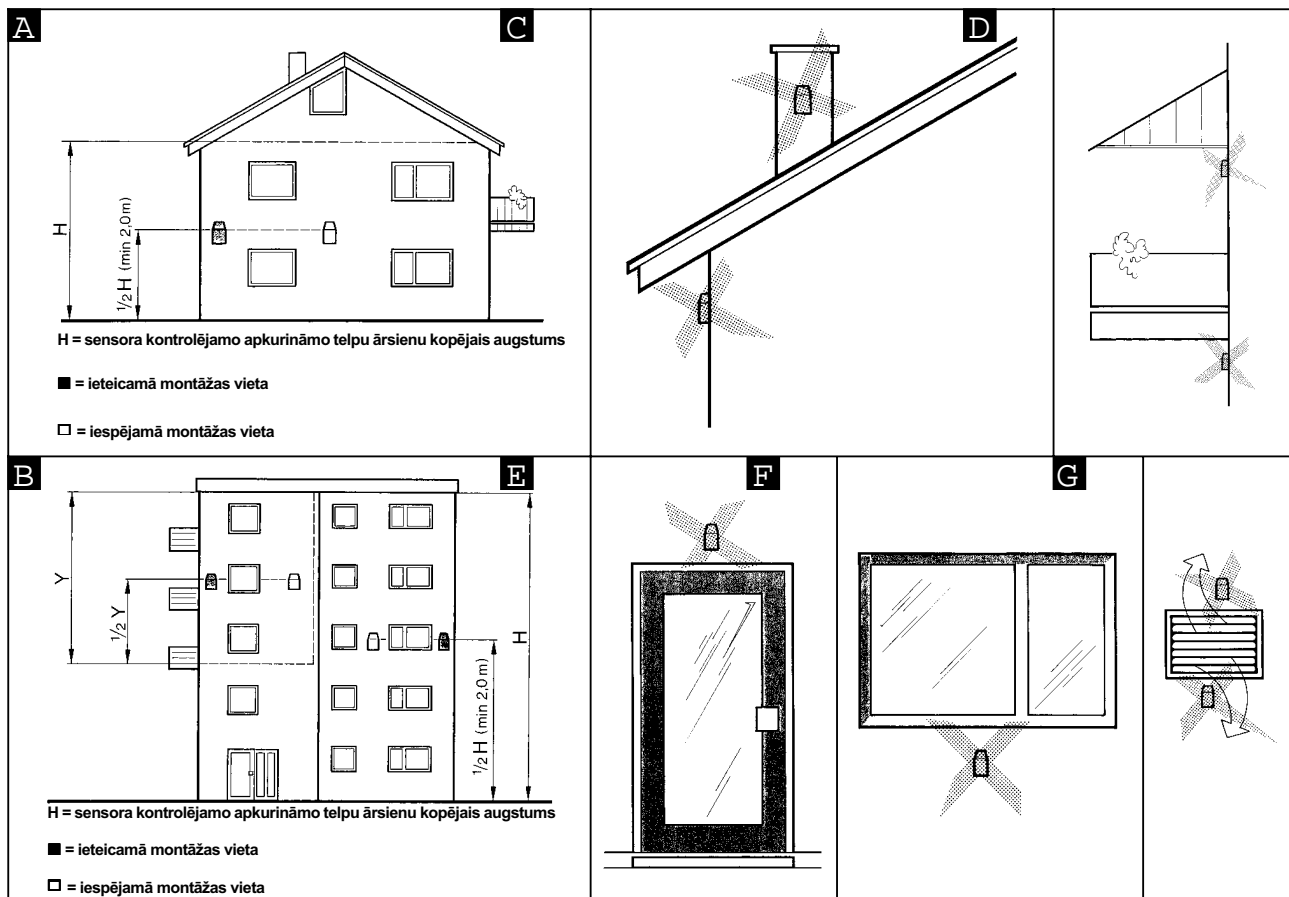 A
C
D
H
½ H (min 2,0 m)
H = sensora kontrolējamo apkurināmo telpu ārsienu kopējais augstums
■ = ieteicamā montāžas vieta
□ = iespējamā montāžas vieta
B
E
F
G
Y
½ Y
H
½ H (min 2,0 m)
H = sensora kontrolējamo apkurināmo telpu ārsienu kopējais augstums
■ = ieteicamā montāžas vieta
□ = iespējamā montāžas vieta